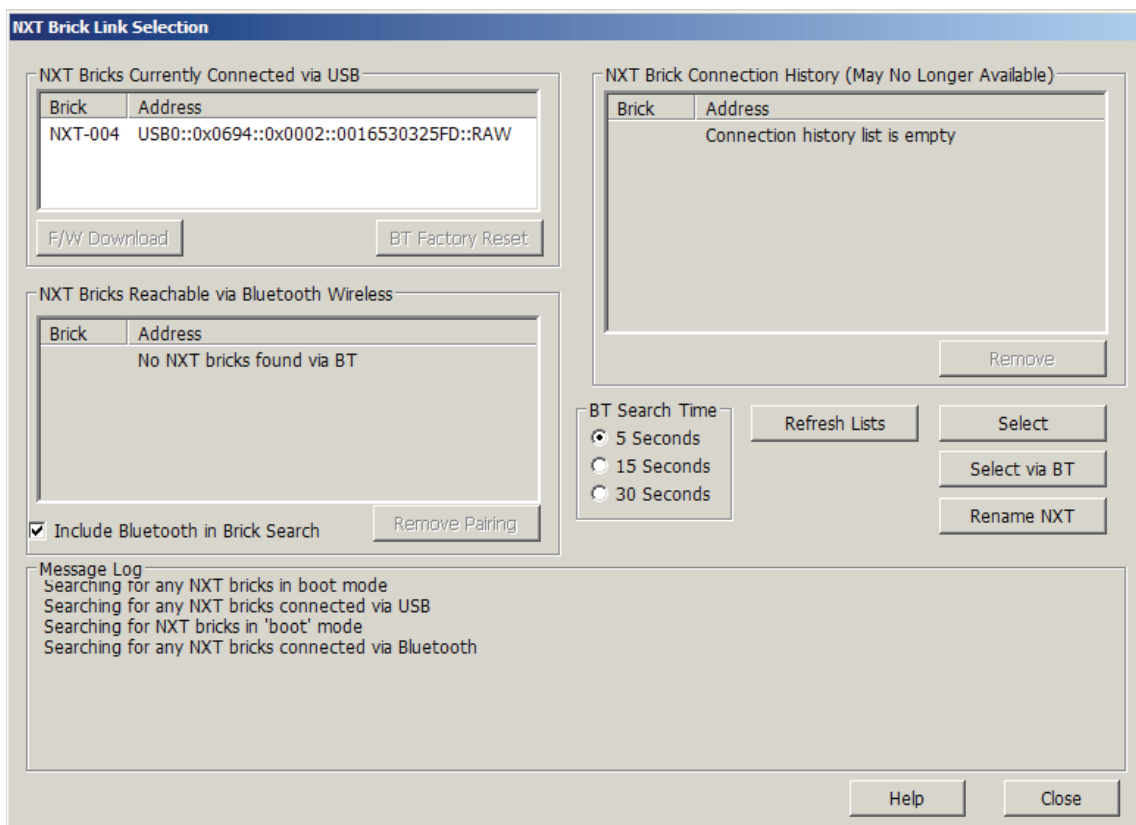 NXT Brick Link Selection
NXT Bricks Currently Connected via USB
Brick Address
NXT-004 USB0::0x0694::0x0002::0016530325FD::RAW
F/W Download BT Factory Reset
NXT Bricks Reachable via Bluetooth Wireless
Brick Address
No NXT bricks found via BT
Include Bluetooth in Brick Search Remove Pairing
NXT Brick Connection History (May No Longer Available)
Brick Address
Connection history list is empty
Remove
BT Search Time
5 Seconds
15 Seconds
30 Seconds
Refresh Lists
Select
Select via BT
Rename NXT
Message Log
Searching for any NXT bricks in boot mode
Searching for any NXT bricks connected via USB
Searching for NXT bricks in 'boot' mode
Searching for any NXT bricks connected via Bluetooth
Help Close